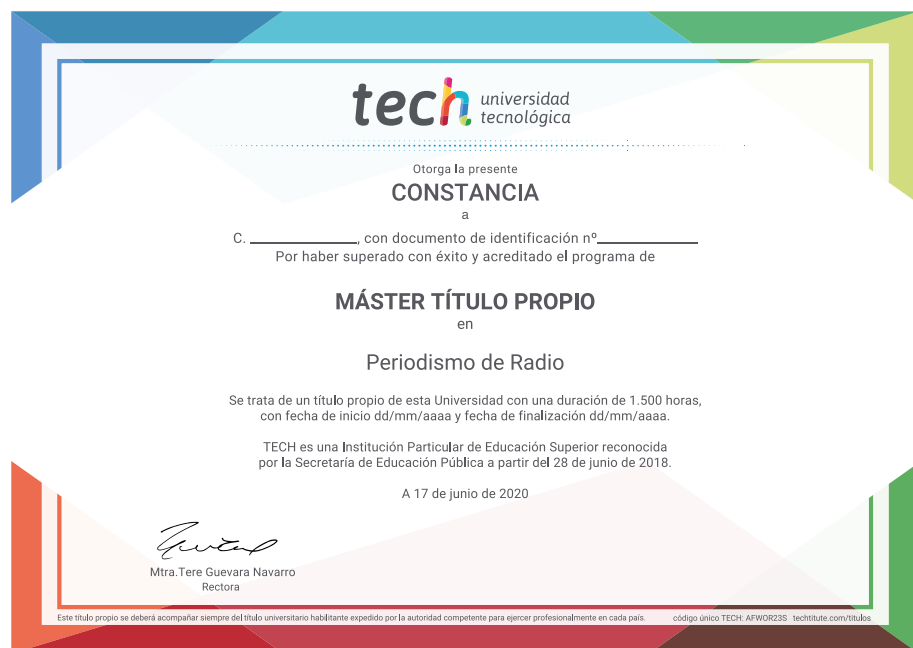 tech universidad
tecnológica
Otorga la presente
CONSTANCIA
a
C. ______________, con documento de identificación nº______________
Por haber superado con éxito y acreditado el programa de
MÁSTER TÍTULO PROPIO
en
Periodismo de Radio
Se trata de un título propio de esta Universidad con una duración de 1.500 horas,
con fecha de inicio dd/mm/aaaa y fecha de finalización dd/mm/aaaa.
TECH es una Institución Particular de Educación Superior reconocida
por la Secretaría de Educación Pública a partir del 28 de junio de 2018.
A 17 de junio de 2020
Mtra.Tere Guevara Navarro
Rectora
Este título propio se deberá acompañar siempre del título universitario habilitante expedido por la autoridad competente para ejercer profesionalmente en cada país. código único TECH: AFWOR23S techtitute.com/titulos